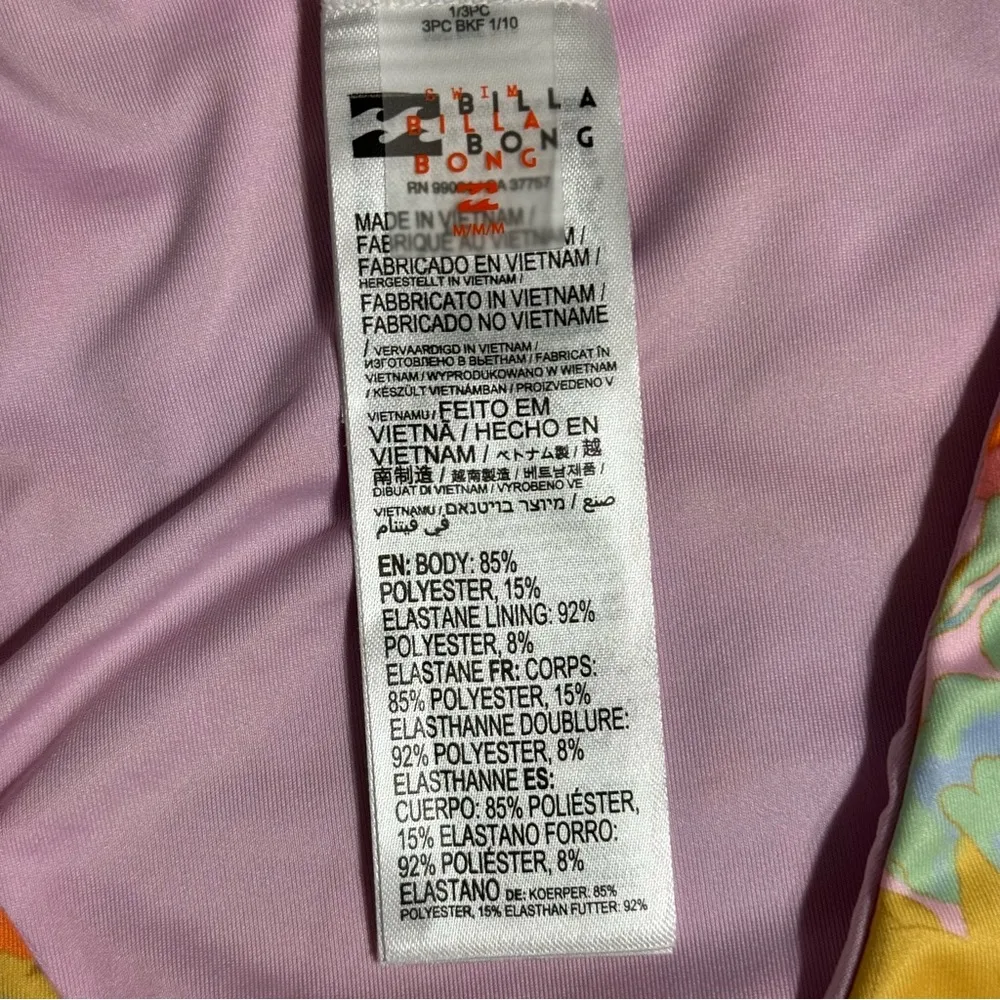 1/3PC
3PC BKF 1/10
SWIM
BILLA
BONG
BILLA
BONG
RN 990 A 37757
M/M/M
MADE IN VIETNAM /
FABRIQUE AU VIETNAM /
FABRICADO EN VIETNAM /
HERGESTELLT IN VIETNAM /
FABBRICATO IN VIETNAM /
FABRICADO NO VIETNAME
/ VERVAARDIGD IN VIETNAM /
ИЗГОТОВЛЕНО В ВЬЕТНАМ / FABRICAT ÎN
VIETNAM / WYPRODUKOWANO W WIETNAM
/ KÉSZÜLT VIETNÁMBAN / PROIZVEDENO V
VIETNAMU / FEITO EM
VIETNÃ / HECHO EN
VIETNAM / ベトナム製 / 越
南制造 / 越南製造 / 베트남제품 /
DIBUAT DI VIETNAM / VYROBENO VE
VIETNAMU / מיוצר בויטנאם / صنع
في فيتنام
EN: BODY: 85%
POLYESTER, 15%
ELASTANE LINING: 92%
POLYESTER, 8%
ELASTANE FR: CORPS:
85% POLYESTER, 15%
ELASTHANNE DOUBLURE:
92% POLYESTER, 8%
ELASTHANNE ES:
CUERPO: 85% POLIÉSTER,
15% ELASTANO FORRO:
92% POLIÉSTER, 8%
ELASTANO DE: KOERPER: 85%
POLYESTER, 15% ELASTHAN FUTTER: 92%